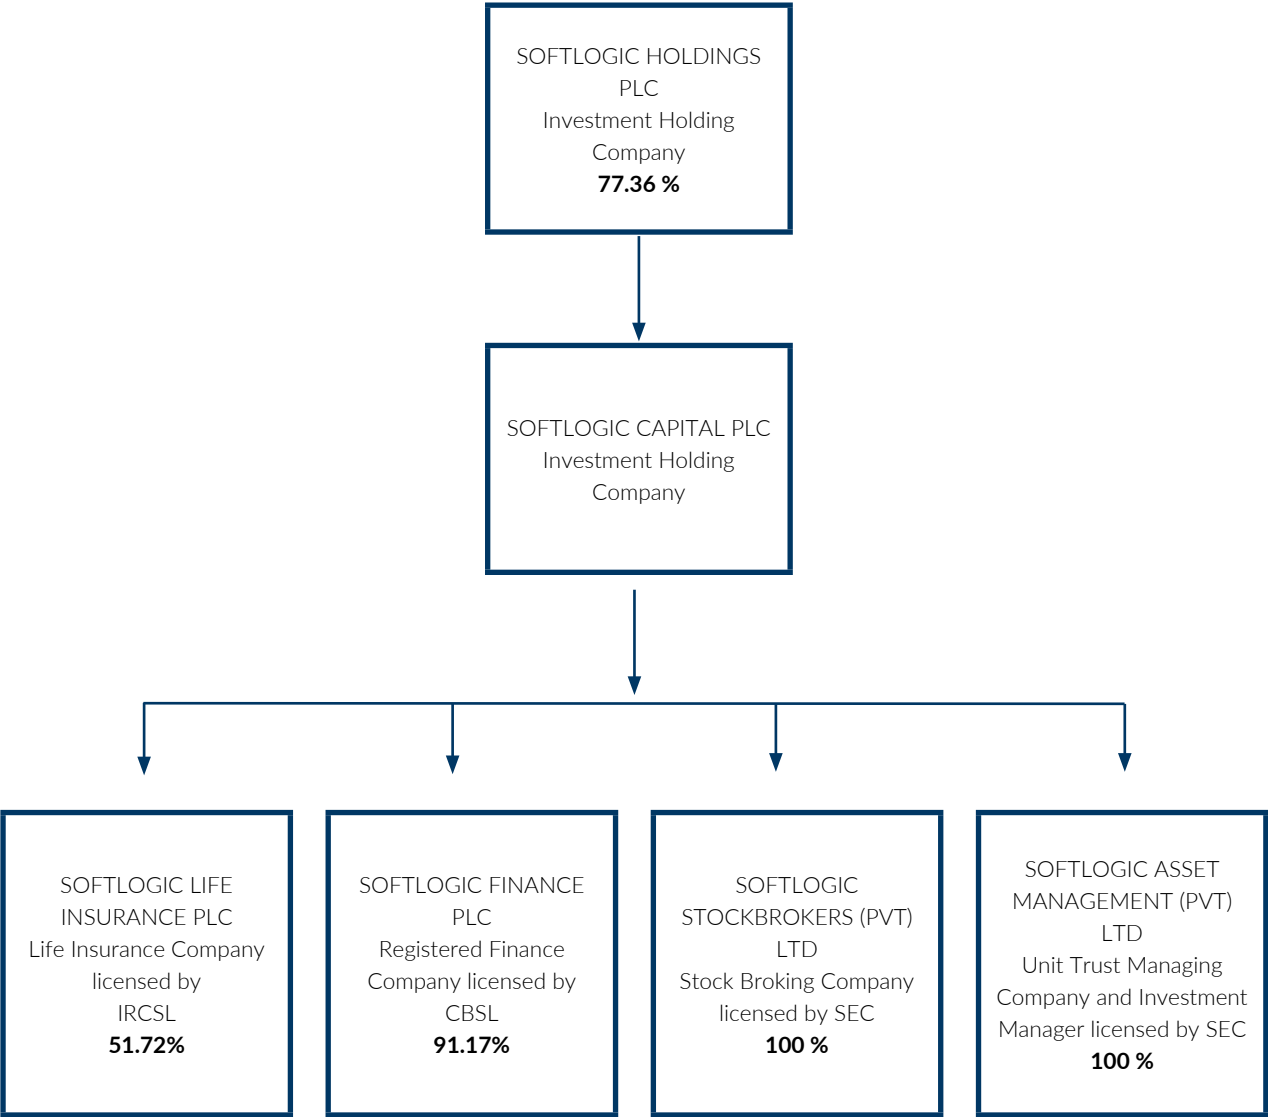 SOFTLOGIC HOLDINGS
PLC
Investment Holding
Company
77.36 %
SOFTLOGIC CAPITAL PLC
Investment Holding
Company
SOFTLOGIC LIFE
INSURANCE PLC
Life Insurance Company
licensed by
IRCSL
51.72%
SOFTLOGIC FINANCE
PLC
Registered Finance
Company licensed by
CBSL
91.17%
SOFTLOGIC
STOCKBROKERS (PVT)
LTD
Stock Broking Company
licensed by SEC
100 %
SOFTLOGIC ASSET
MANAGEMENT (PVT)
LTD
Unit Trust Managing
Company and Investment
Manager licensed by SEC
100 %